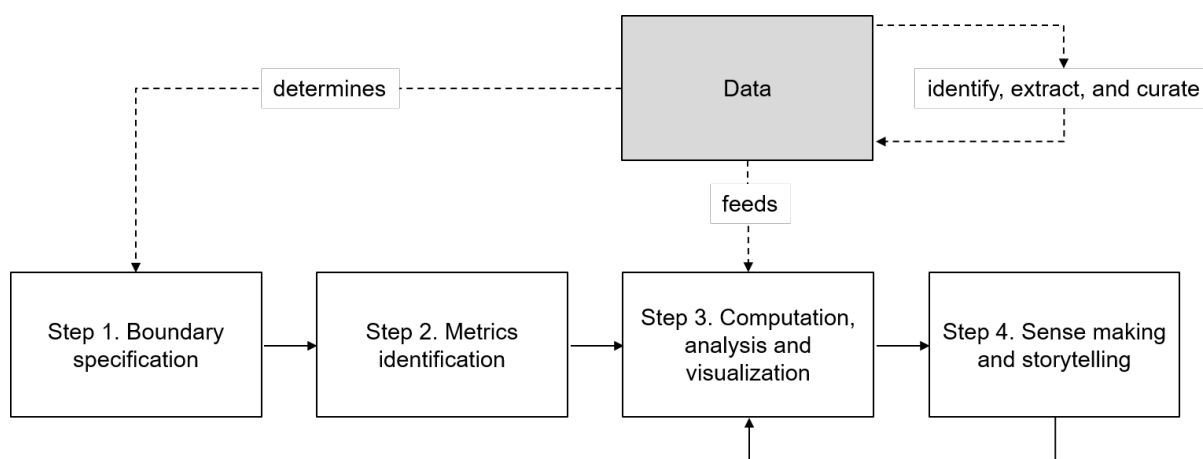 Data
determines
identify, extract, and curate
feeds
Step 1. Boundary
specification
Step 2. Metrics
identification
Step 3. Computation,
analysis and
visualization
Step 4. Sense making
and storytelling